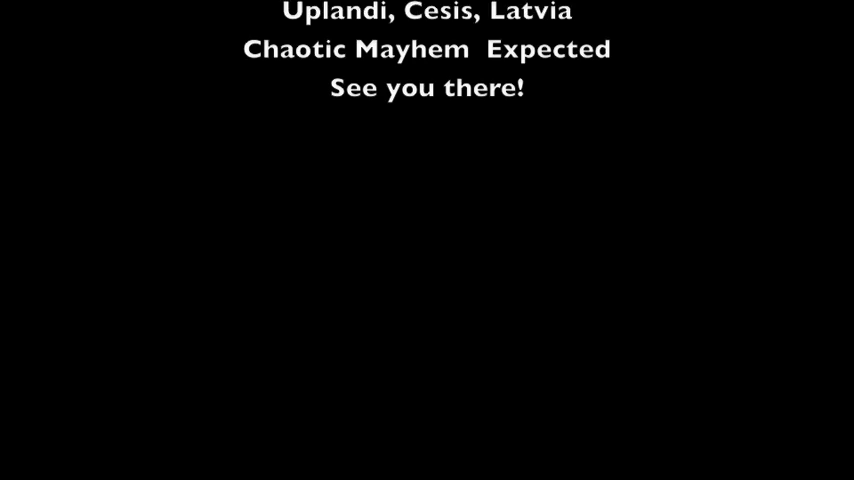 Uplandi, Cesis, Latvia
Chaotic Mayhem  Expected
See you there!